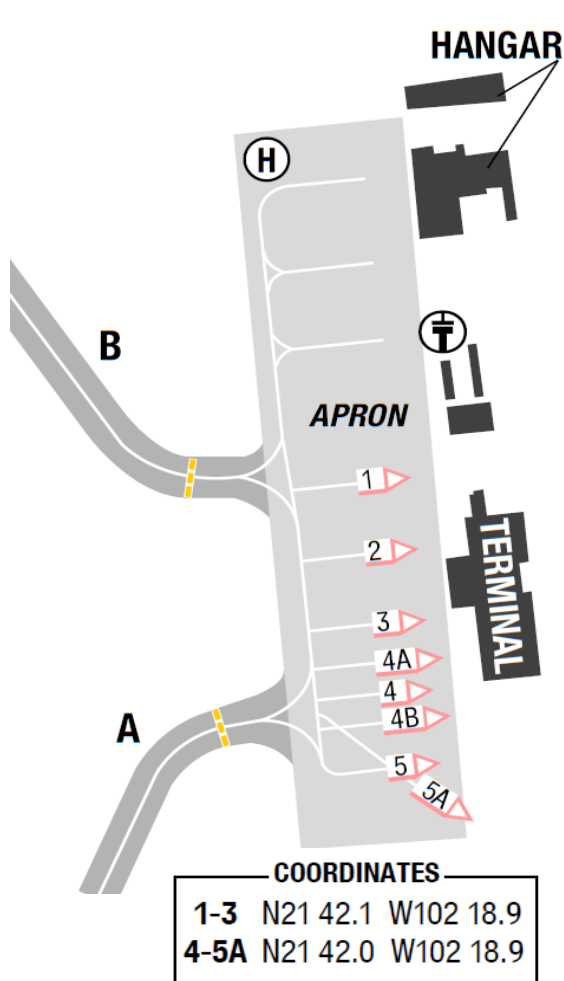 HANGAR
H
B
APRON
1
2
TERMINAL
3
4A
4
4B
A
5
5A
COORDINATES
1-3 N21 42.1 W102 18.9
4-5A N21 42.0 W102 18.9